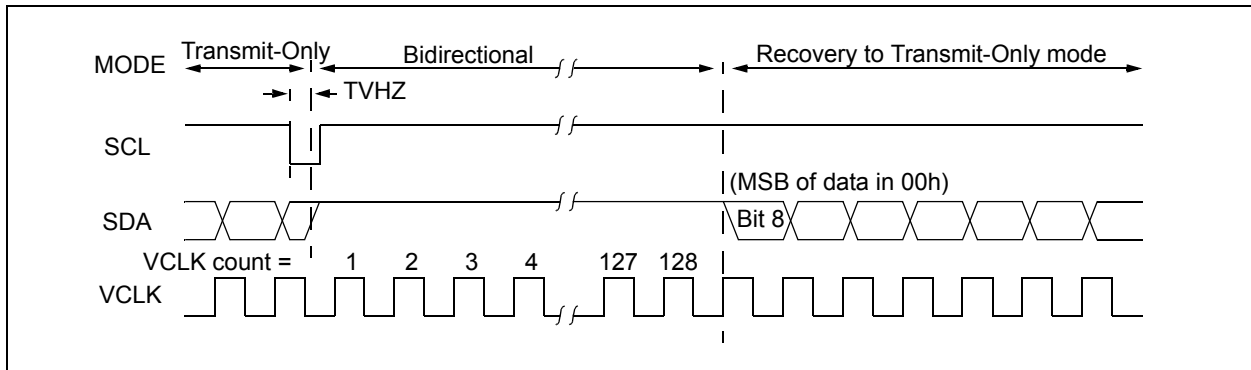 MODE Transmit-Only Bidirectional Recovery to Transmit-Only mode
TVHZ
SCL
(MSB of data in 00h)
SDA Bit 8
VCLK count = 1 2 3 4 127 128
VCLK